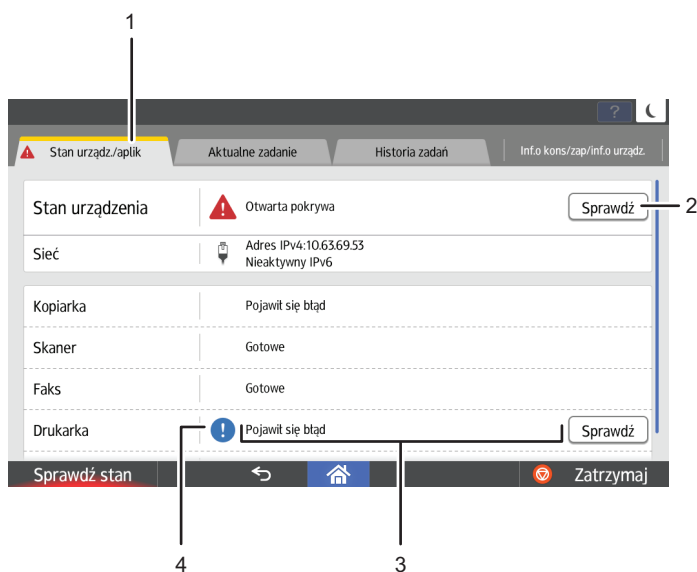 1
?
Stan urządz./aplik
Aktualne zadanie
Historia zadań
Inf.o kons/zap/inf.o urządz.
Stan urządzenia
Otwarta pokrywa
Sprawdź
2
Sieć
Adres IPv4:10.63.69.53
Nieaktywny IPv6
Kopiarka
Pojawił się błąd
Skaner
Gotowe
Faks
Gotowe
Drukarka
Pojawił się błąd
Sprawdź
Sprawdź stan
Zatrzymaj
4
3